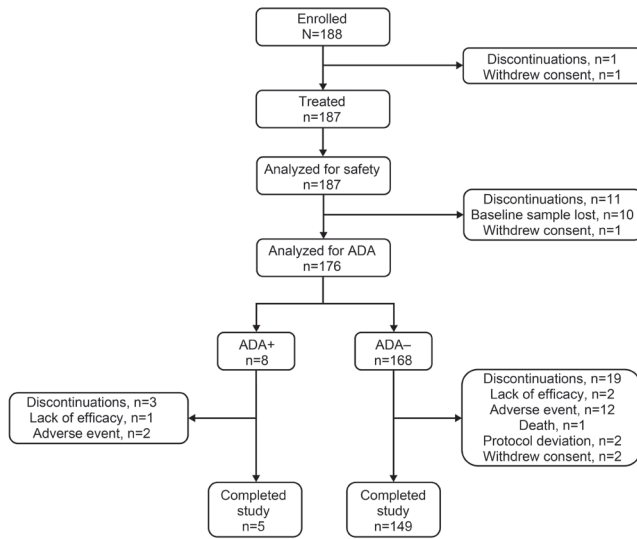 Enrolled
N=188
Discontinuations, n=1
Withdrew consent, n=1
Treated
n=187
Analyzed for safety
n=187
Discontinuations, n=11
Baseline sample lost, n=10
Withdrew consent, n=1
Analyzed for ADA
n=176
ADA+
n=8
ADA–
n=168
Discontinuations, n=3
Lack of efficacy, n=1
Adverse event, n=2
Discontinuations, n=19
Lack of efficacy, n=2
Adverse event, n=12
Death, n=1
Protocol deviation, n=2
Withdrew consent, n=2
Completed
study
n=5
Completed
study
n=149